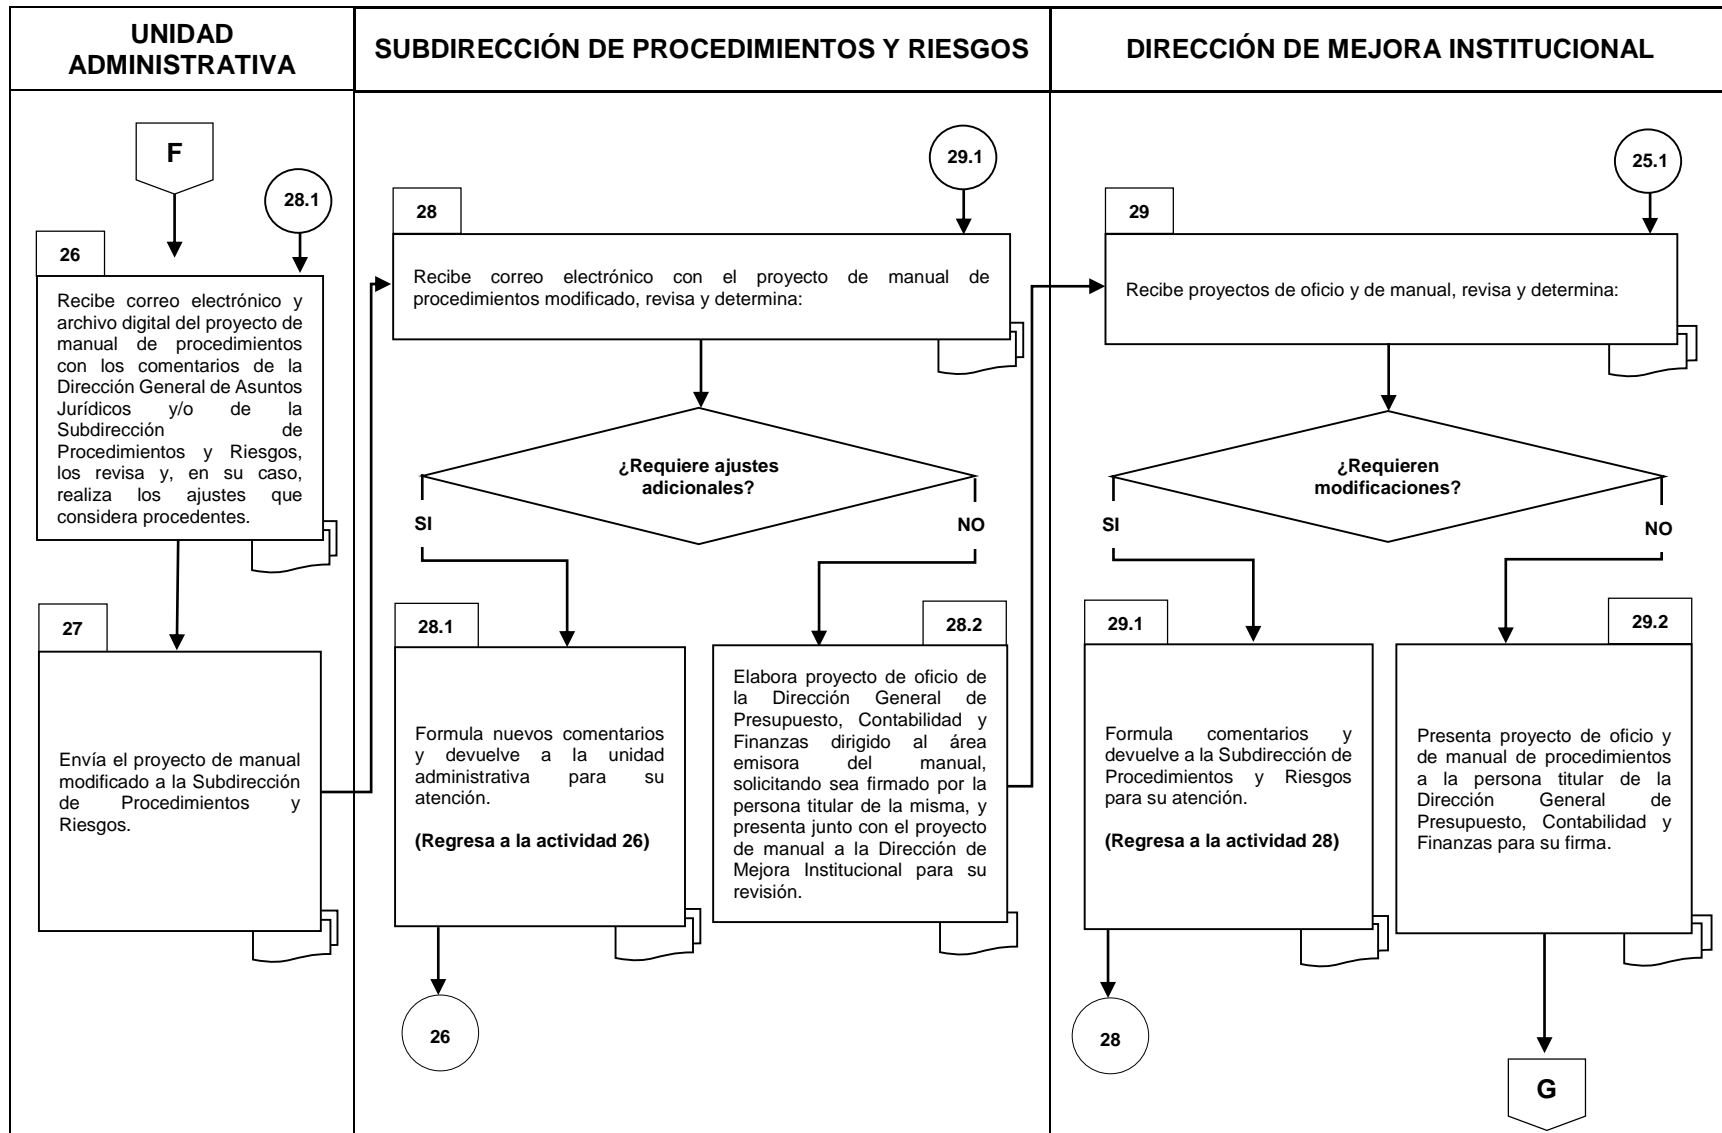 UNIDAD
ADMINISTRATIVA
SUBDIRECCIÓN DE PROCEDIMIENTOS Y RIESGOS
DIRECCIÓN DE MEJORA INSTITUCIONAL
F
28.1
26
Recibe correo electrónico y
archivo digital del proyecto de
manual de procedimientos
con los comentarios de la
Dirección General de Asuntos
Jurídicos y/o de la
Subdirección de
Procedimientos y Riesgos,
los revisa y, en su caso,
realiza los ajustes que
considera procedentes.
27
Envía el proyecto de manual
modificado a la Subdirección
de Procedimientos y
Riesgos.
29.1
28
Recibe correo electrónico con el proyecto de manual de
procedimientos modificado, revisa y determina:
¿Requiere ajustes
adicionales?
SI
NO
28.1
Formula nuevos comentarios
y devuelve a la unidad
administrativa para su
atención.
(Regresa a la actividad 26)
26
28.2
Elabora proyecto de oficio de
la Dirección General de
Presupuesto, Contabilidad y
Finanzas dirigido al área
emisora del manual,
solicitando sea firmado por la
persona titular de la misma, y
presenta junto con el proyecto
de manual a la Dirección de
Mejora Institucional para su
revisión.
25.1
29
Recibe proyectos de oficio y de manual, revisa y determina:
¿Requieren
modificaciones?
SI
NO
29.1
Formula comentarios y
devuelve a la Subdirección de
Procedimientos y Riesgos
para su atención.
(Regresa a la actividad 28)
28
29.2
Presenta proyecto de oficio y
de manual de procedimientos
a la persona titular de la
Dirección General de
Presupuesto, Contabilidad y
Finanzas para su firma.
G